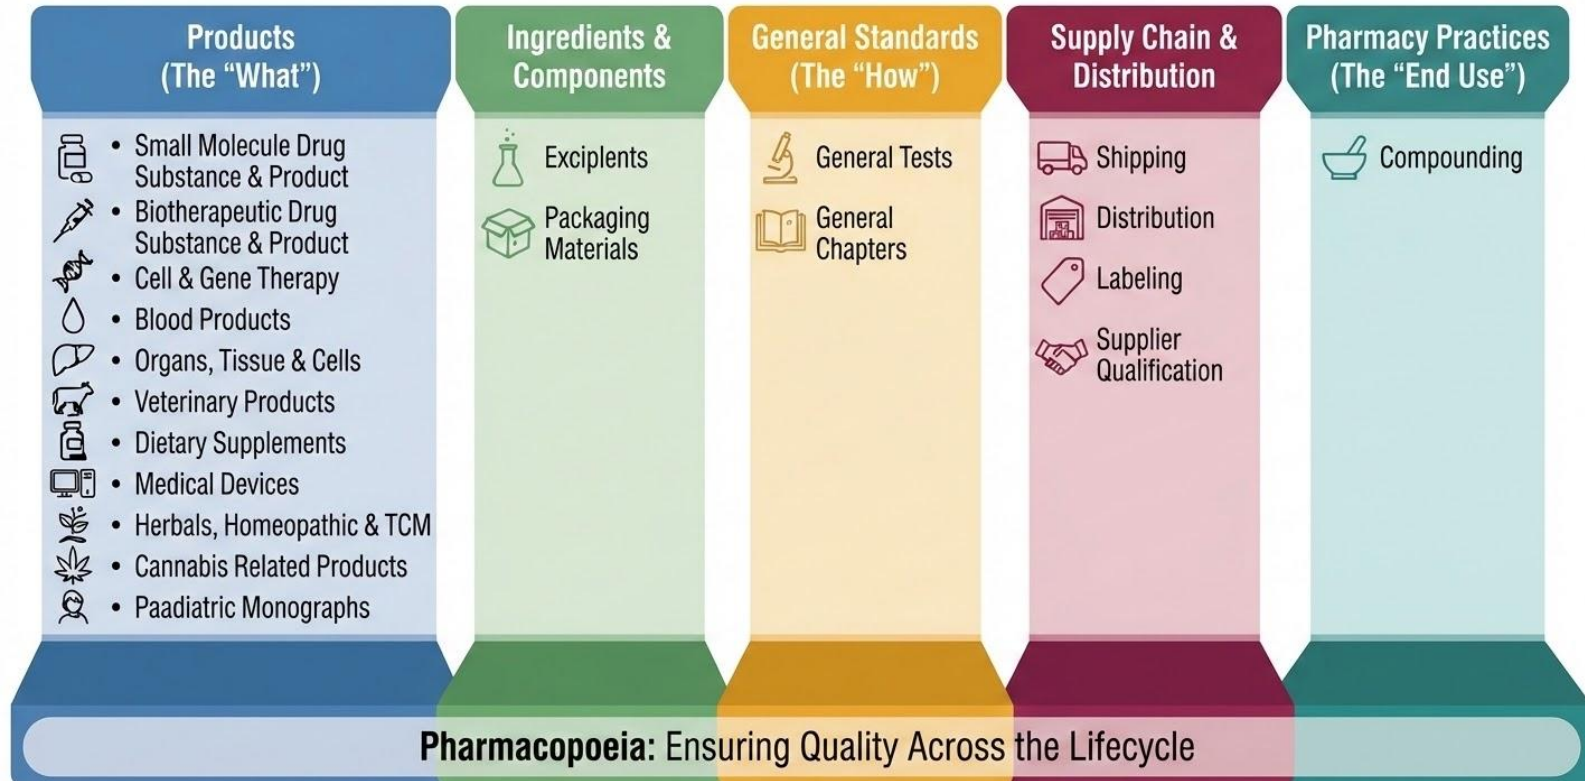 Products
(The “What”)
• Small Molecule Drug
Substance & Product
• Biotherapeutic Drug
Substance & Product
• Cell & Gene Therapy
• Blood Products
• Organs, Tissue & Cells
• Veterinary Products
• Dietary Supplements
• Medical Devices
• Herbals, Homeopathic & TCM
• Cannabis Related Products
• Paadiatric Monographs
Ingredients &
Components
Exciplents
Packaging
Materials
General Standards
(The “How”)
General Tests
General
Chapters
Supply Chain &
Distribution
Shipping
Distribution
Labeling
Supplier
Qualification
Pharmacy Practices
(The “End Use”)
Compounding
Pharmacopoeia: Ensuring Quality Across the Lifecycle